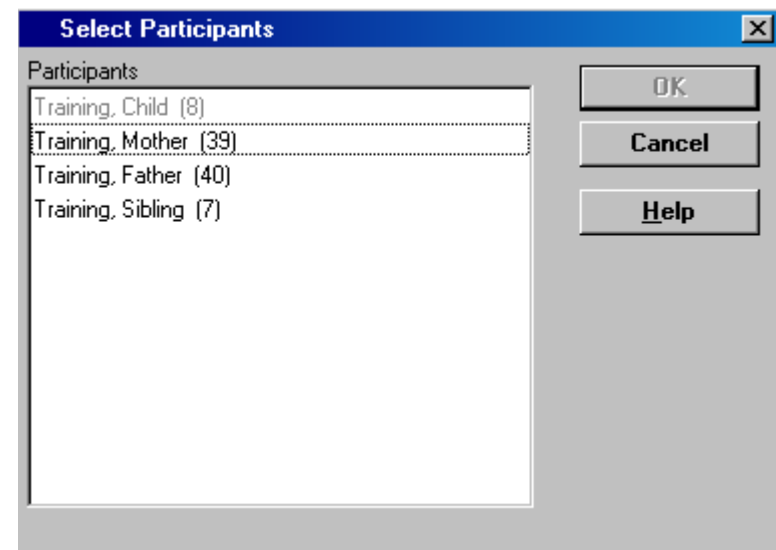 Select Participants
Participants
Training, Child (8)
Training, Mother (39)
Training, Father (40)
Training, Sibling (7)
OK
Cancel
Help